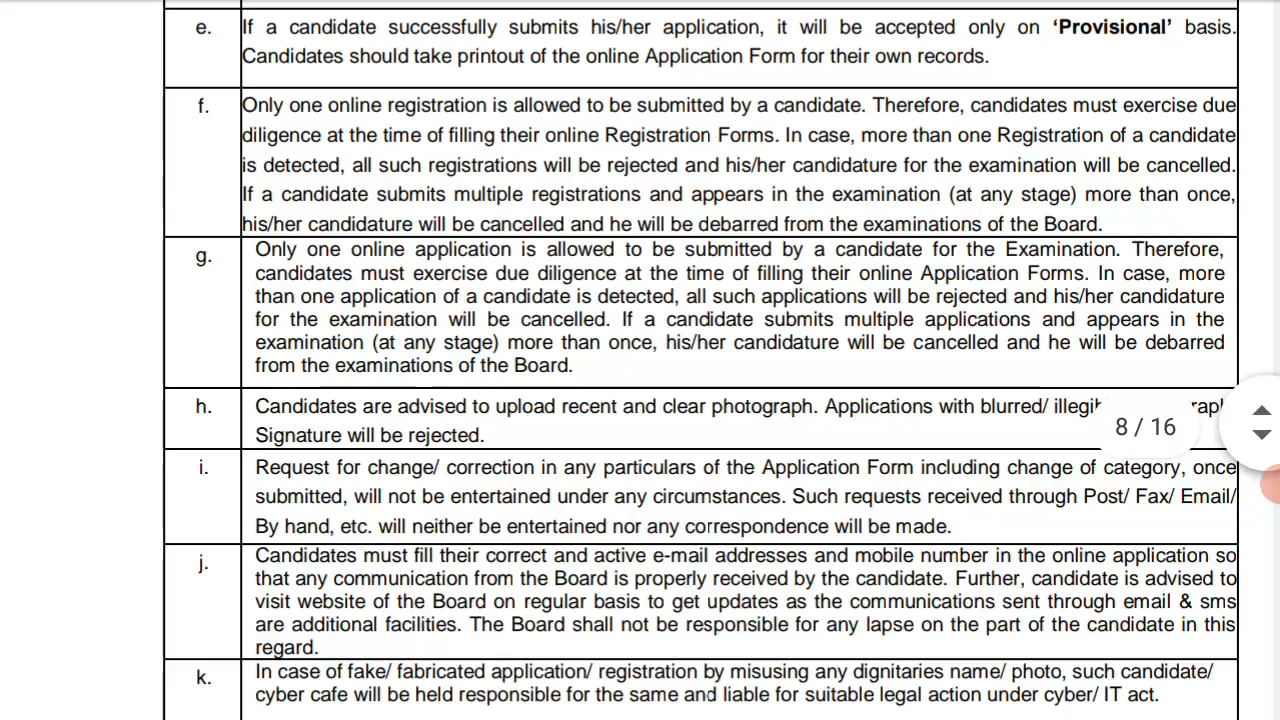 e. If a candidate successfully submits his/her application, it will be accepted only on ‘Provisional’ basis.
Candidates should take printout of the online Application Form for their own records.
f. Only one online registration is allowed to be submitted by a candidate. Therefore, candidates must exercise due
diligence at the time of filling their online Registration Forms. In case, more than one Registration of a candidate
is detected, all such registrations will be rejected and his/her candidature for the examination will be cancelled.
If a candidate submits multiple registrations and appears in the examination (at any stage) more than once,
his/her candidature will be cancelled and he will be debarred from the examinations of the Board.
g. Only one online application is allowed to be submitted by a candidate for the Examination. Therefore,
candidates must exercise due diligence at the time of filling their online Application Forms. In case, more
than one application of a candidate is detected, all such applications will be rejected and his/her candidature
for the examination will be cancelled. If a candidate submits multiple applications and appears in the
examination (at any stage) more than once, his/her candidature will be cancelled and he will be debarred
from the examinations of the Board.
h. Candidates are advised to upload recent and clear photograph. Applications with blurred/
Signature will be rejected.
8 / 16
i. Request for change/ correction in any particulars of the Application Form including change of category, once
submitted, will not be entertained under any circumstances. Such requests received through Post/ Fax/ Email/
By hand, etc. will neither be entertained nor any correspondence will be made.
j. Candidates must fill their correct and active e-mail addresses and mobile number in the online application so
that any communication from the Board is properly received by the candidate. Further, candidate is advised to
visit website of the Board on regular basis to get updates as the communications sent through email & sms
are additional facilities. The Board shall not be responsible for any lapse on the part of the candidate in this
regard.
k. In case of fake/ fabricated application/ registration by misusing any dignitaries name/ photo, such candidate/
cyber cafe will be held responsible for the same and liable for suitable legal action under cyber/ IT act.